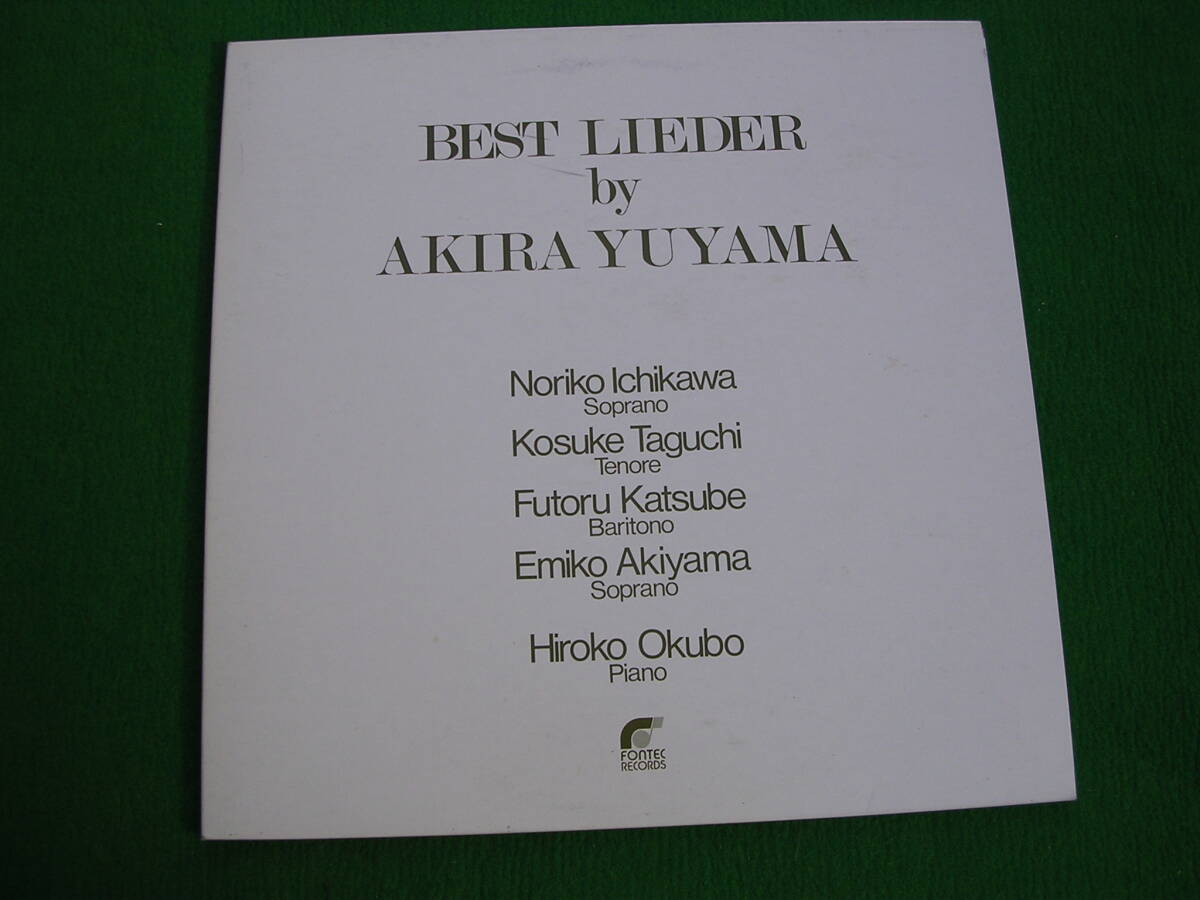 BEST LIEDER
by
AKIRA YUYAMA
Noriko Ichikawa
Soprano
Kosuke Taguchi
Tenore
Futoru Katsube
Baritono
Emiko Akiyama
Soprano
Hiroko Okubo
Piano
FONTEC
RECORDS